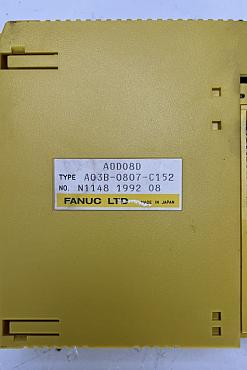 AOD08D
TYPE A03B-0807-C152
NO. N1148 1992 08
FANUC LTD MADE IN JAPAN